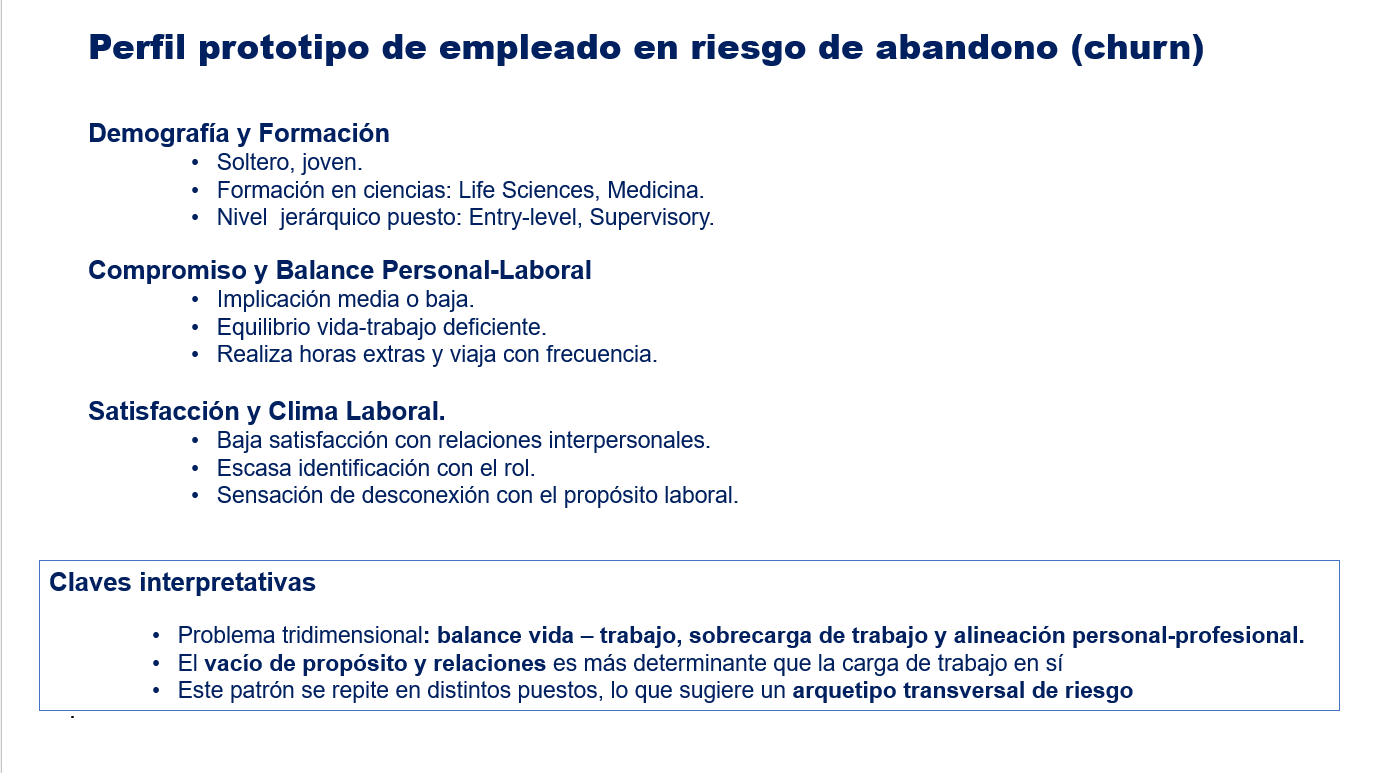 Perfil prototipo de empleado en riesgo de abandono (churn)
Demografía y Formación
• Soltero, joven.
• Formación en ciencias: Life Sciences, Medicina.
• Nivel  jerárquico puesto: Entry-level, Supervisory.
Compromiso y Balance Personal-Laboral
• Implicación media o baja.
• Equilibrio vida-trabajo deficiente.
• Realiza horas extras y viaja con frecuencia.
Satisfacción y Clima Laboral.
• Baja satisfacción con relaciones interpersonales.
• Escasa identificación con el rol.
• Sensación de desconexión con el propósito laboral.
Claves interpretativas
• Problema tridimensional: balance vida – trabajo, sobrecarga de trabajo y alineación personal-profesional.
• El vacío de propósito y relaciones es más determinante que la carga de trabajo en sí
• Este patrón se repite en distintos puestos, lo que sugiere un arquetipo transversal de riesgo
.